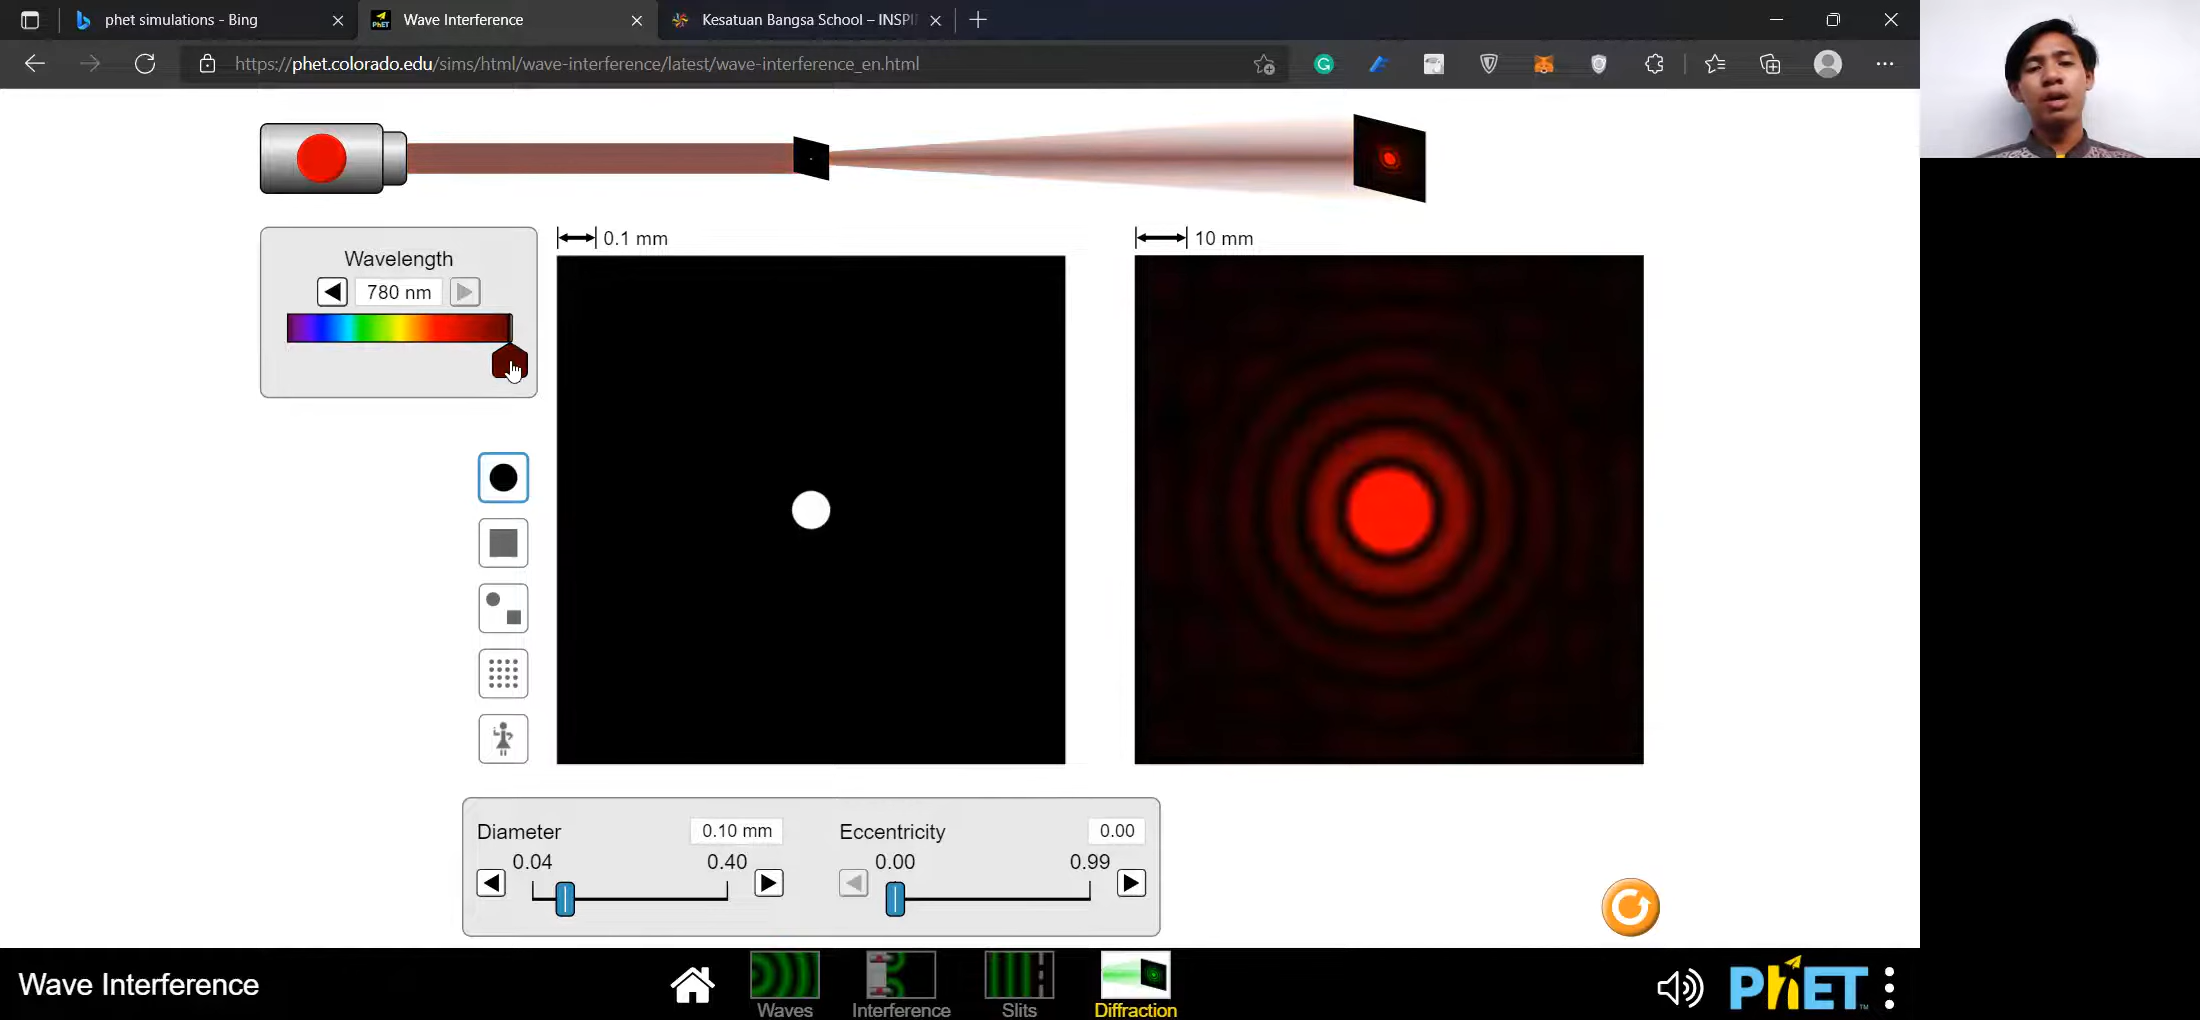 phet simulations - Bing
Wave Interference
Kesatuan Bangsa School – INSPI
https://phet.colorado.edu/sims/html/wave-interference/latest/wave-interference_en.html
0.1 mm
10 mm
Wavelength
780 nm
Diameter
0.10 mm
Eccentricity
0.00
0.04
0.40
0.00
0.99
Wave Interference
Waves
Interference
Slits
Diffraction
PhET